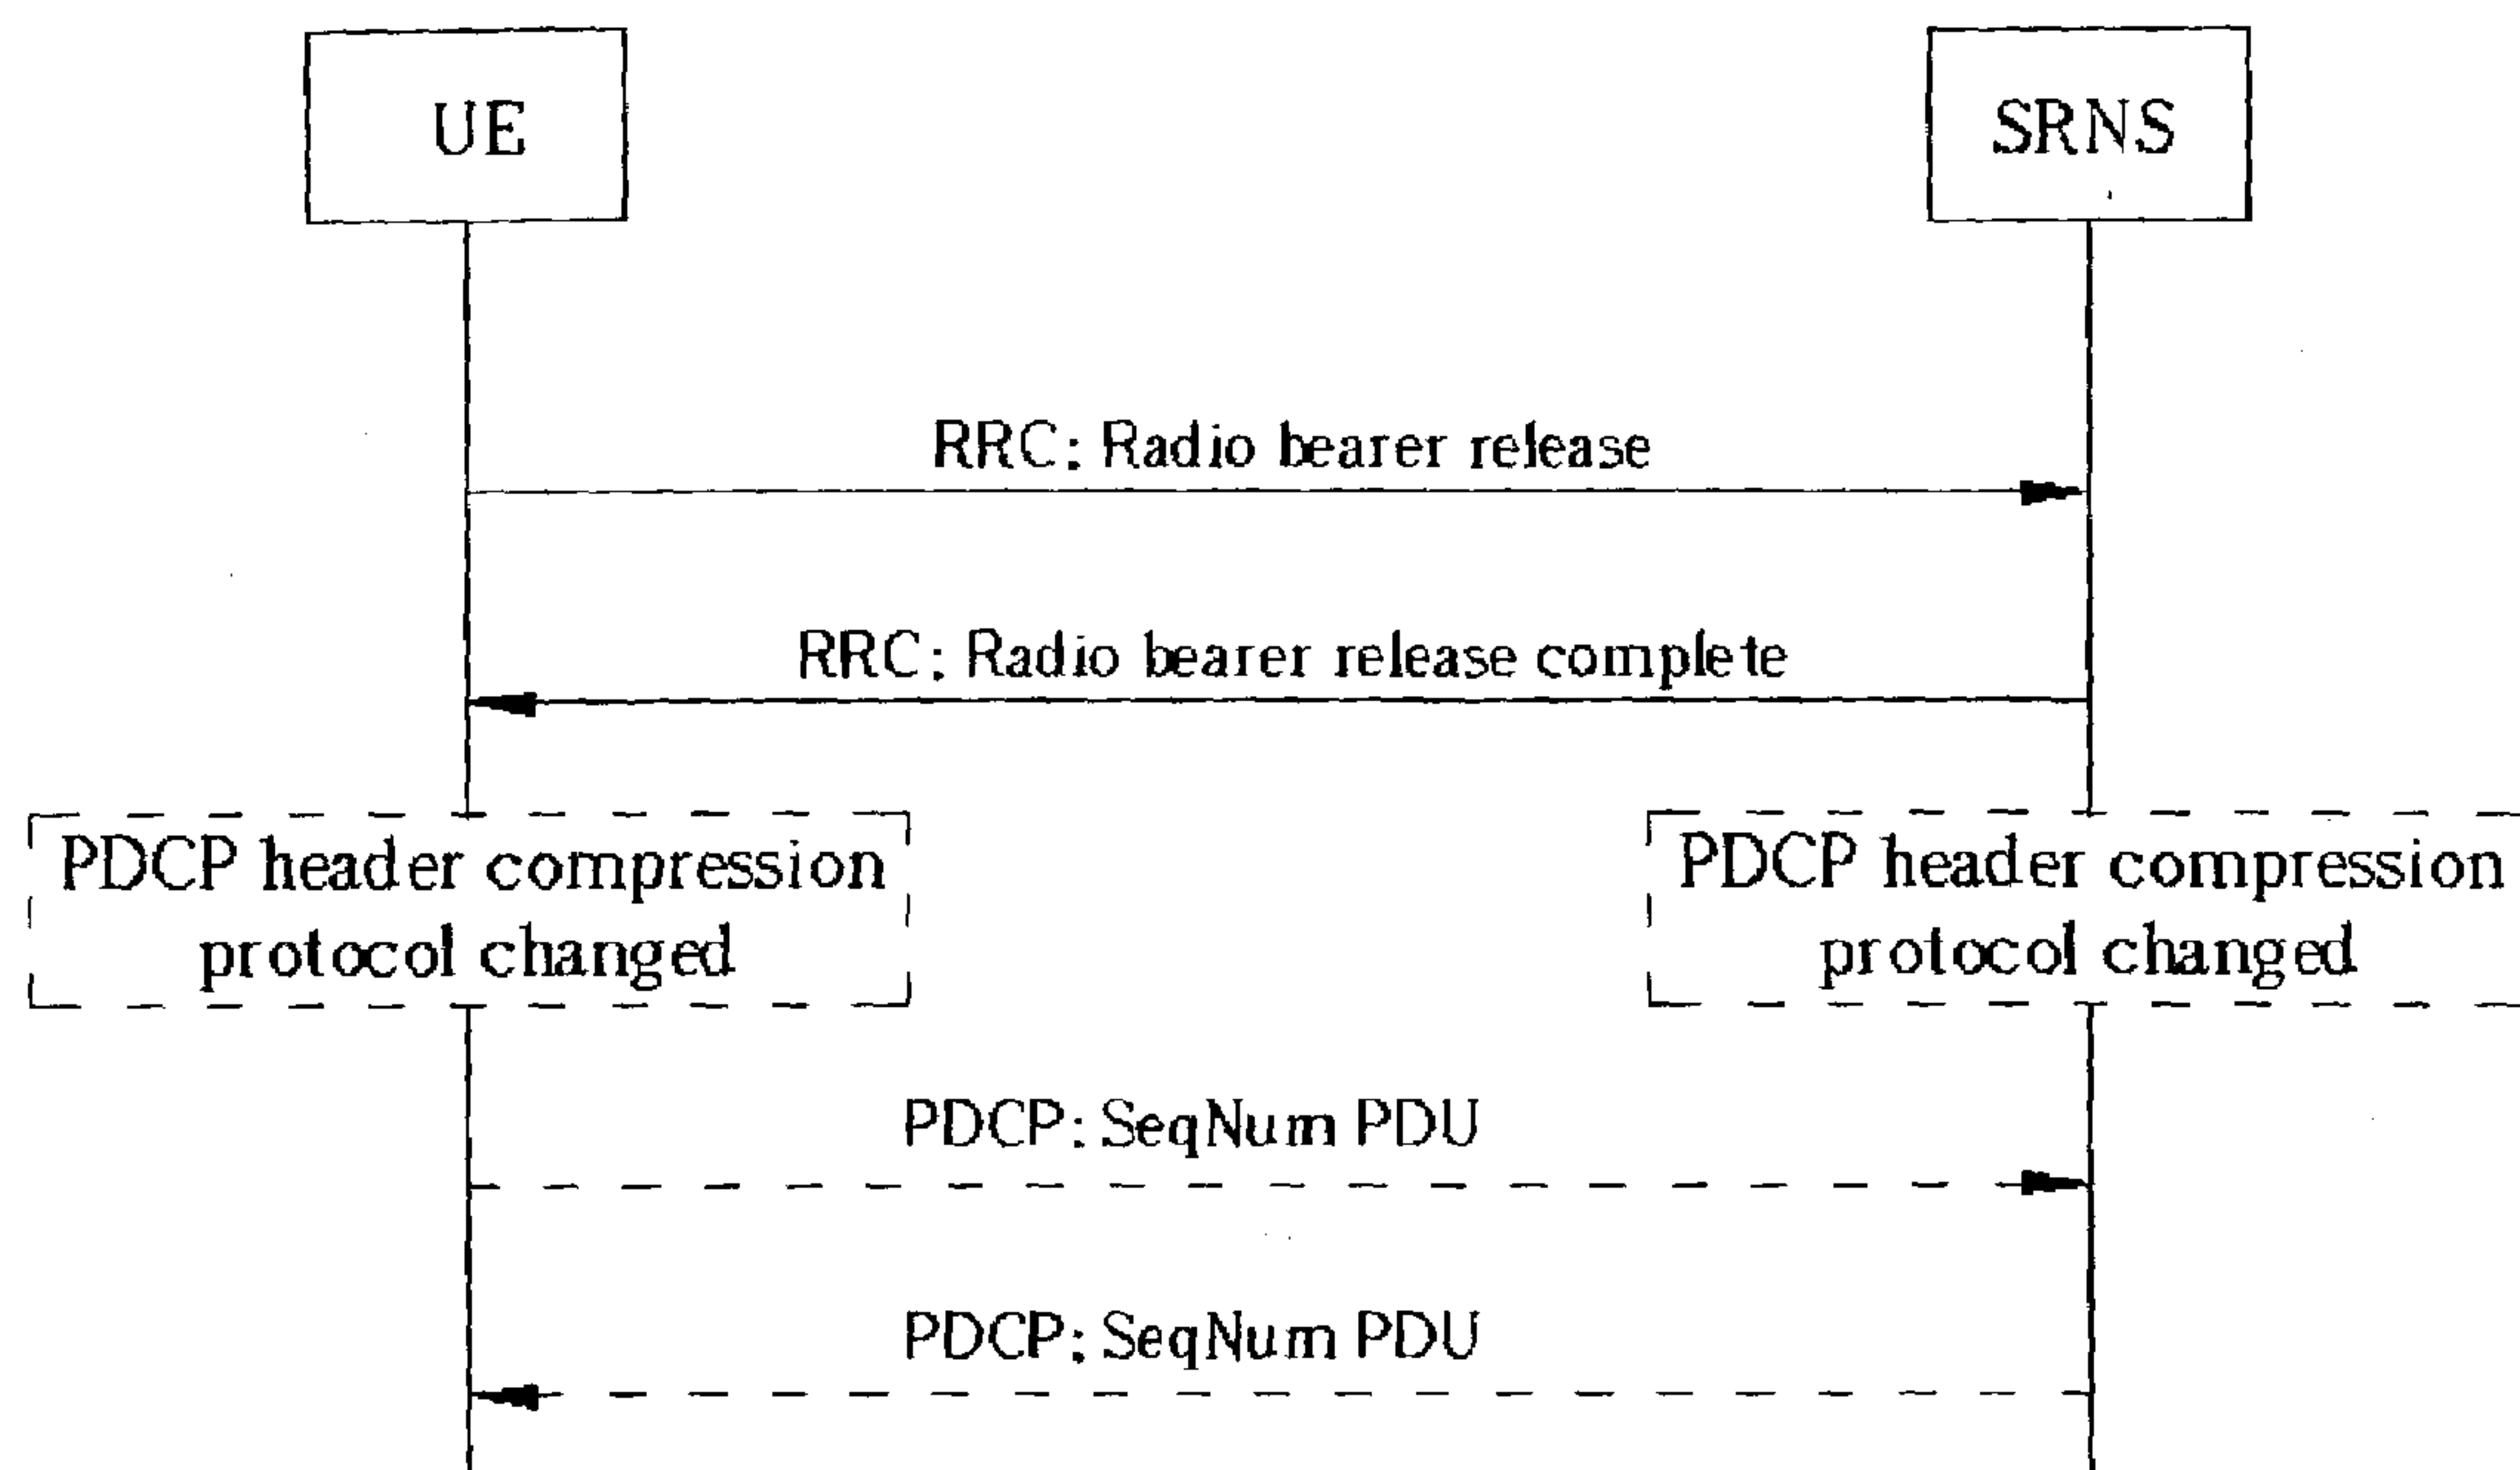 UE
SRNS
RRC: Radio bearer release
RRC: Radio bearer release complete
PDCP header compression
protocol changed
PDCP header compression
protocol changed
PDCP: SeqNum PDU
PDCP: SeqNum PDU